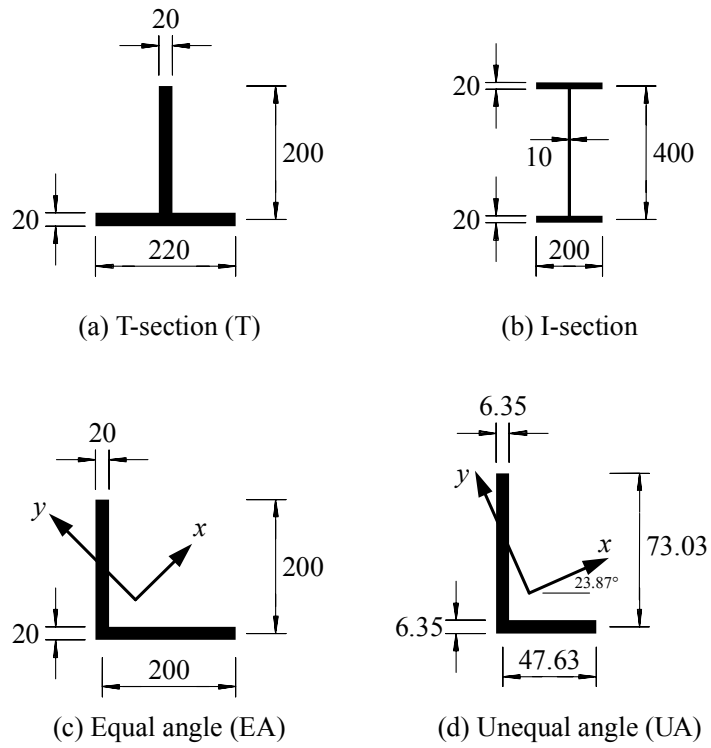 20
200
20
220
(a) T-section (T)
20
10
400
20
200
(b) I-section
20
y
x
200
20
200
(c) Equal angle (EA)
6.35
y
x
73.03
23.87°
6.35
47.63
(d) Unequal angle (UA)